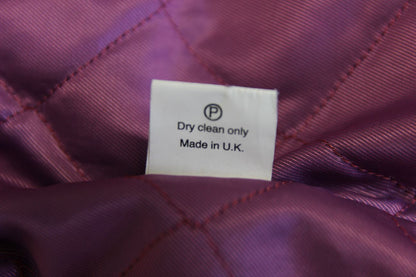 Ⓟ
Dry clean only
Made in U.K.